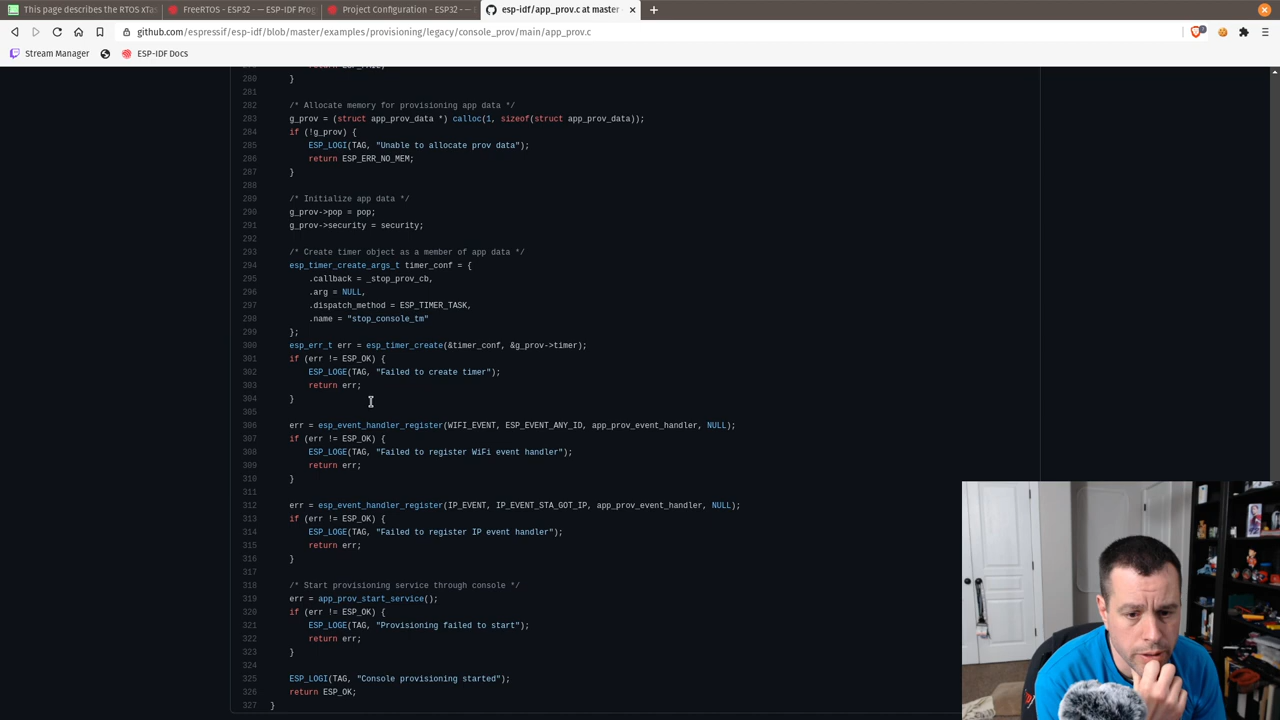 This page describes the RTOS xTas
FreeRTOS - ESP32 - — ESP-IDF Prog
Project Configuration - ESP32 - —
esp-idf/app_prov.c at master ·
github.com/espressif/esp-idf/blob/master/examples/provisioning/legacy/console_prov/main/app_prov.c
Stream Manager
ESP-IDF Docs
280 }
281
282 /* Allocate memory for provisioning app data */
283 g_prov = (struct app_prov_data *) calloc(1, sizeof(struct app_prov_data));
284 if (!g_prov) {
285 ESP_LOGI(TAG, "Unable to allocate prov data");
286 return ESP_ERR_NO_MEM;
287 }
288
289 /* Initialize app data */
290 g_prov->pop = pop;
291 g_prov->security = security;
292
293 /* Create timer object as a member of app data */
294 esp_timer_create_args_t timer_conf = {
295 .callback = _stop_prov_cb,
296 .arg = NULL,
297 .dispatch_method = ESP_TIMER_TASK,
298 .name = "stop_console_tm"
299 };
300 esp_err_t err = esp_timer_create(&timer_conf, &g_prov->timer);
301 if (err != ESP_OK) {
302 ESP_LOGE(TAG, "Failed to create timer");
303 return err;
304 }
305
306 err = esp_event_handler_register(WIFI_EVENT, ESP_EVENT_ANY_ID, app_prov_event_handler, NULL);
307 if (err != ESP_OK) {
308 ESP_LOGE(TAG, "Failed to register WiFi event handler");
309 return err;
310 }
311
312 err = esp_event_handler_register(IP_EVENT, IP_EVENT_STA_GOT_IP, app_prov_event_handler, NULL);
313 if (err != ESP_OK) {
314 ESP_LOGE(TAG, "Failed to register IP event handler");
315 return err;
316 }
317
318 /* Start provisioning service through console */
319 err = app_prov_start_service();
320 if (err != ESP_OK) {
321 ESP_LOGE(TAG, "Provisioning failed to start");
322 return err;
323 }
324
325 ESP_LOGI(TAG, "Console provisioning started");
326 return ESP_OK;
327 }